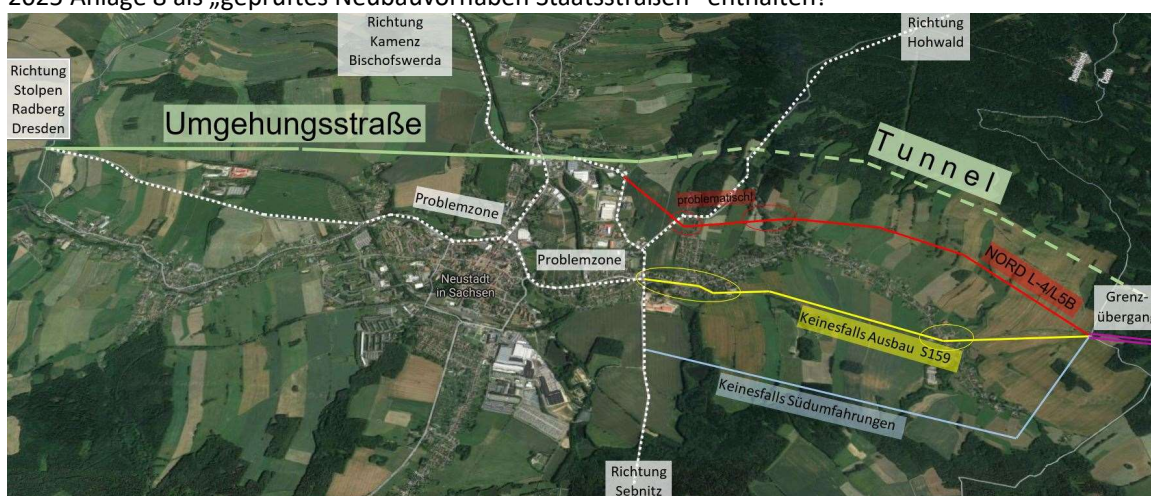 2025 Anlage 8 als „geprüftes Neubauvorhaben Staatsstraßen“ enthalten!
Richtung
Kamenz
Bischofswerda
Richtung
Hohwald
Richtung
Stolpen
Radberg
Dresden
Umgehungsstraße
Tunnel
problematisch!
Problemzone
Problemzone
Neustadt
in Sachsen
NORD L-4/L5B
Grenz-
übergang
Keinesfalls Ausbau S159
Keinesfalls Südumfahrungen
Richtung
Sebnitz